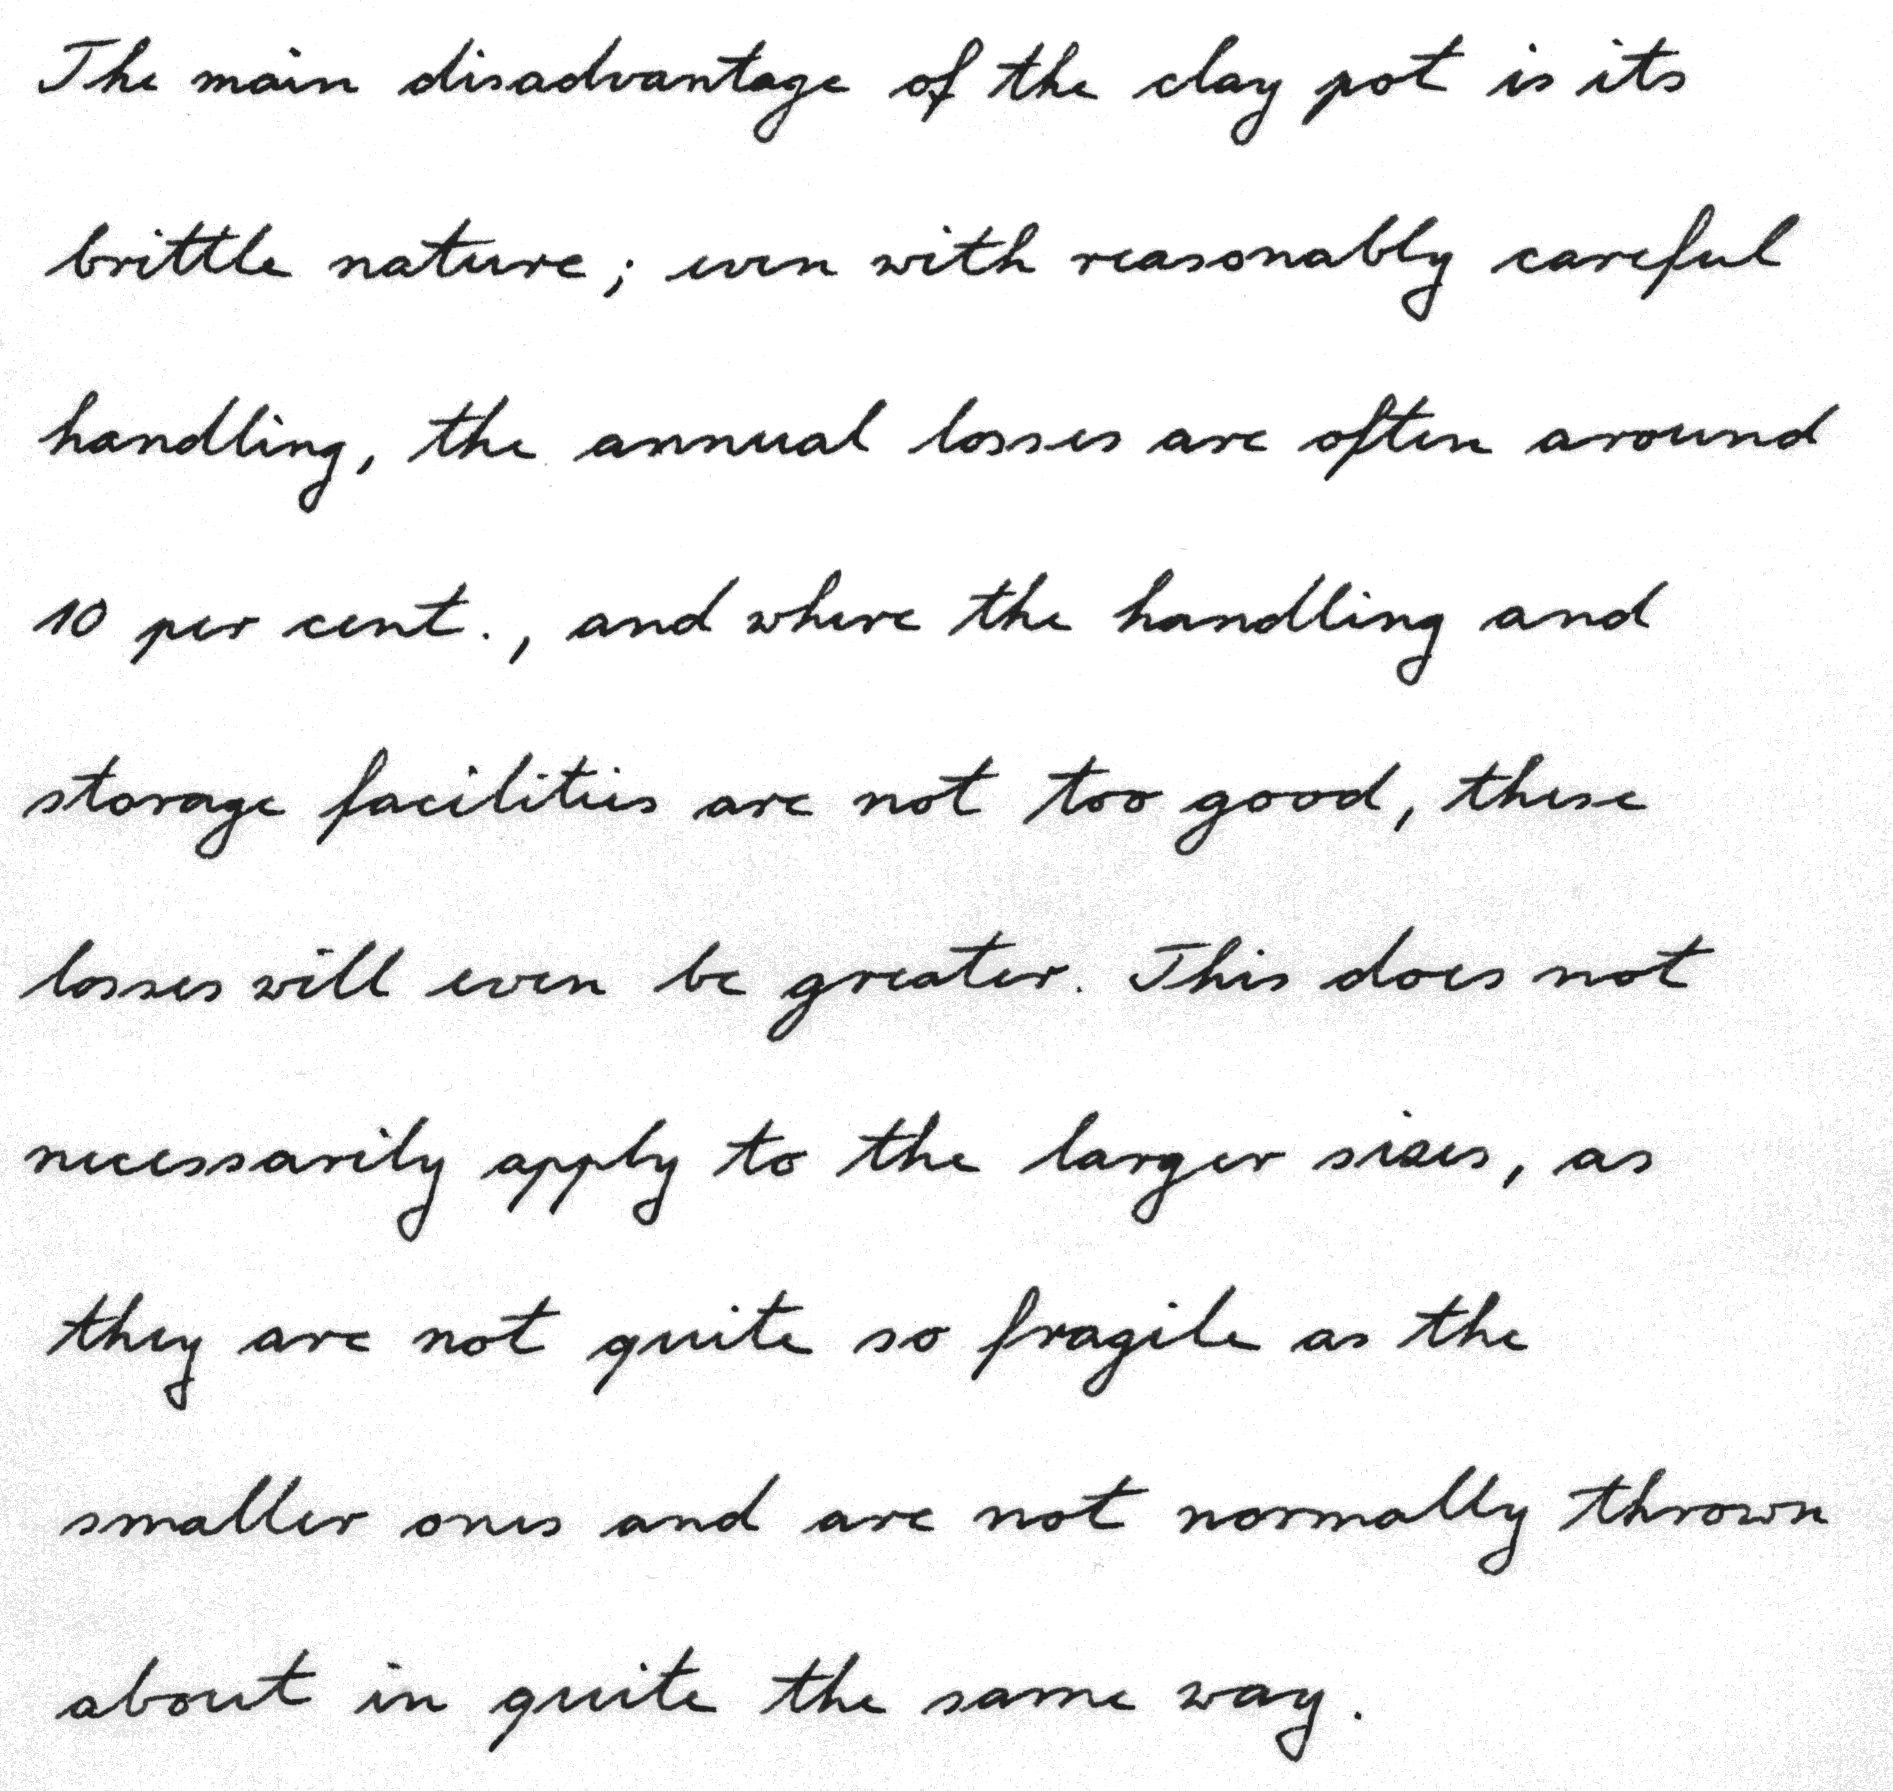 The main disadvantage of the clay pot is its
brittle nature; even with reasonably careful
handling, the annual losses are often around
10 per cent., and where the handling and
storage facilities are not too good, these
losses will even be greater. This does not
necessarily apply to the larger sizes, as
they are not quite so fragile as the
smaller ones and are not normally thrown
about in quite the same way.